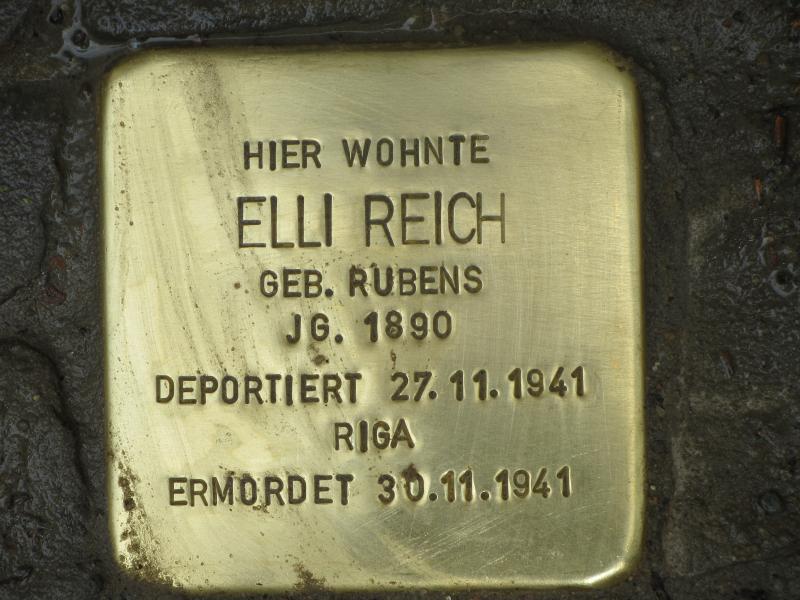 HIER WOHNTE
ELLI REICH
GEB. RUBENS
JG. 1890
DEPORTIERT 27.11.1941
RIGA
ERMORDET 30.11.1941